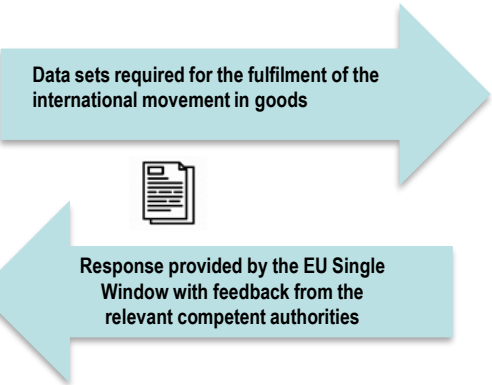 Data sets required for the fulfilment of the
international movement in goods
Response provided by the EU Single
Window with feedback from the
relevant competent authorities